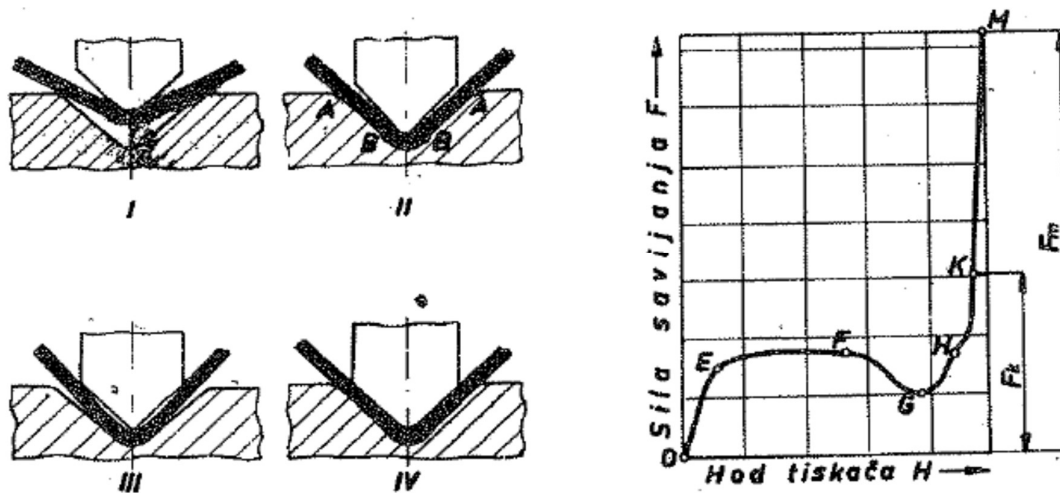 A
A
B
B
I
II
III
IV
Sila savijanja F
M
Fm
K
Fk
E
F
H
G
O
Hod tiskača H